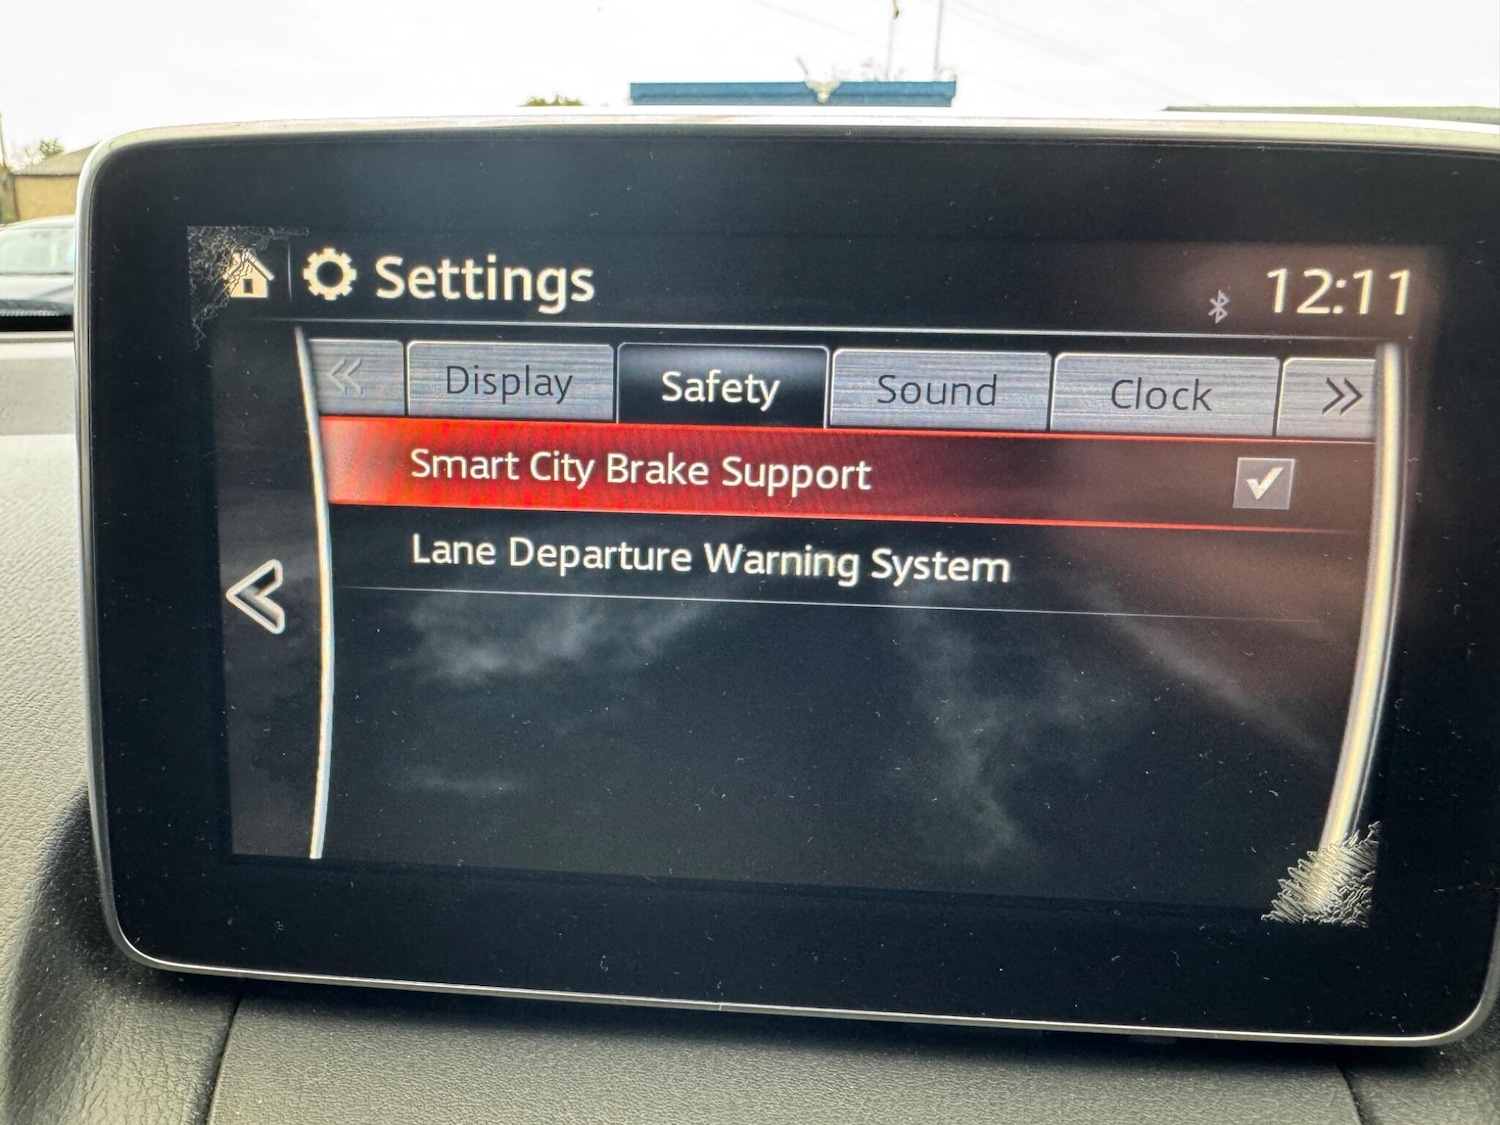 Settings
12:11
Display Safety Sound Clock
Smart City Brake Support
Lane Departure Warning System